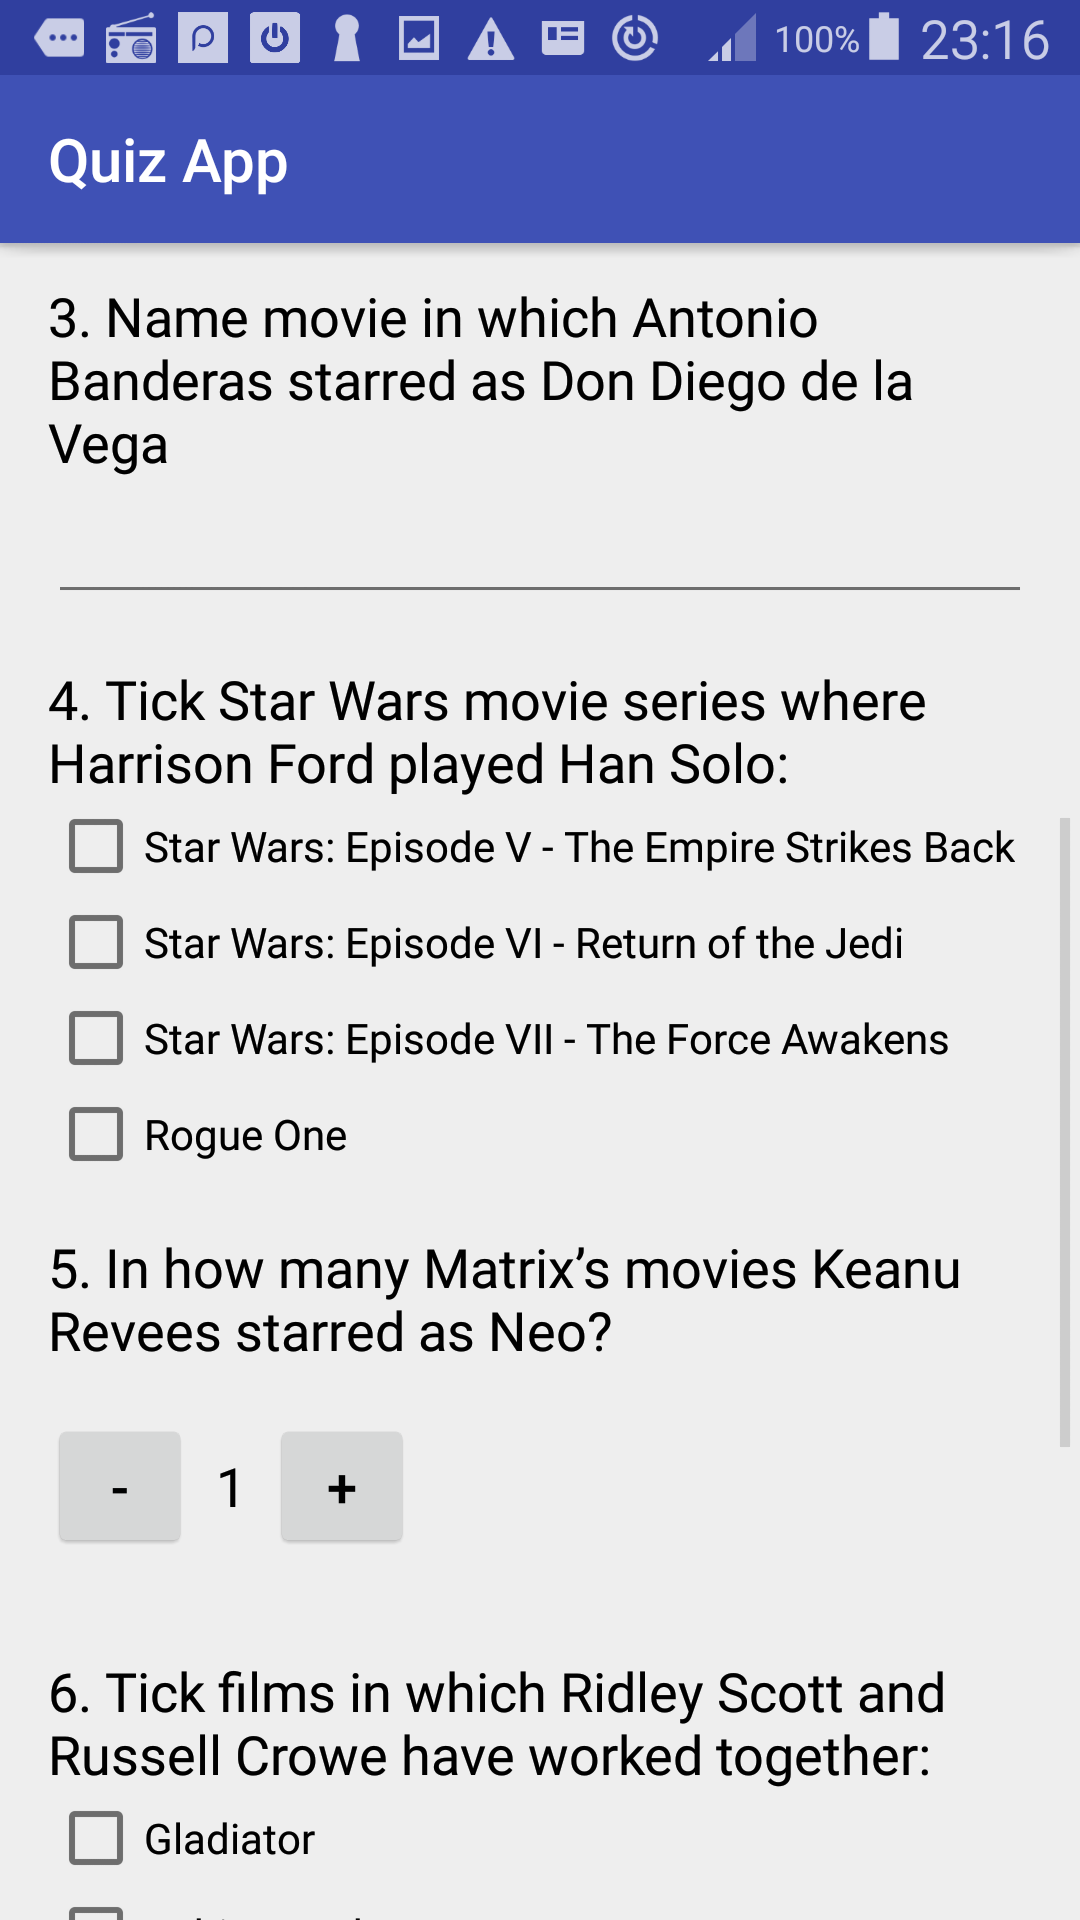 100% 23:16
Quiz App
3. Name movie in which Antonio
Banderas starred as Don Diego de la
Vega
4. Tick Star Wars movie series where
Harrison Ford played Han Solo:
Star Wars: Episode V - The Empire Strikes Back
Star Wars: Episode VI - Return of the Jedi
Star Wars: Episode VII - The Force Awakens
Rogue One
5. In how many Matrix’s movies Keanu
Revees starred as Neo?
- 1 +
6. Tick films in which Ridley Scott and
Russell Crowe have worked together:
Gladiator